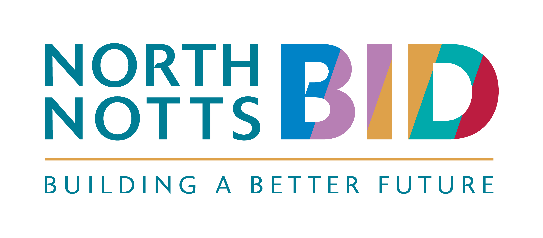 NORTH
NOTTS BID
BUILDING A BETTER FUTURE